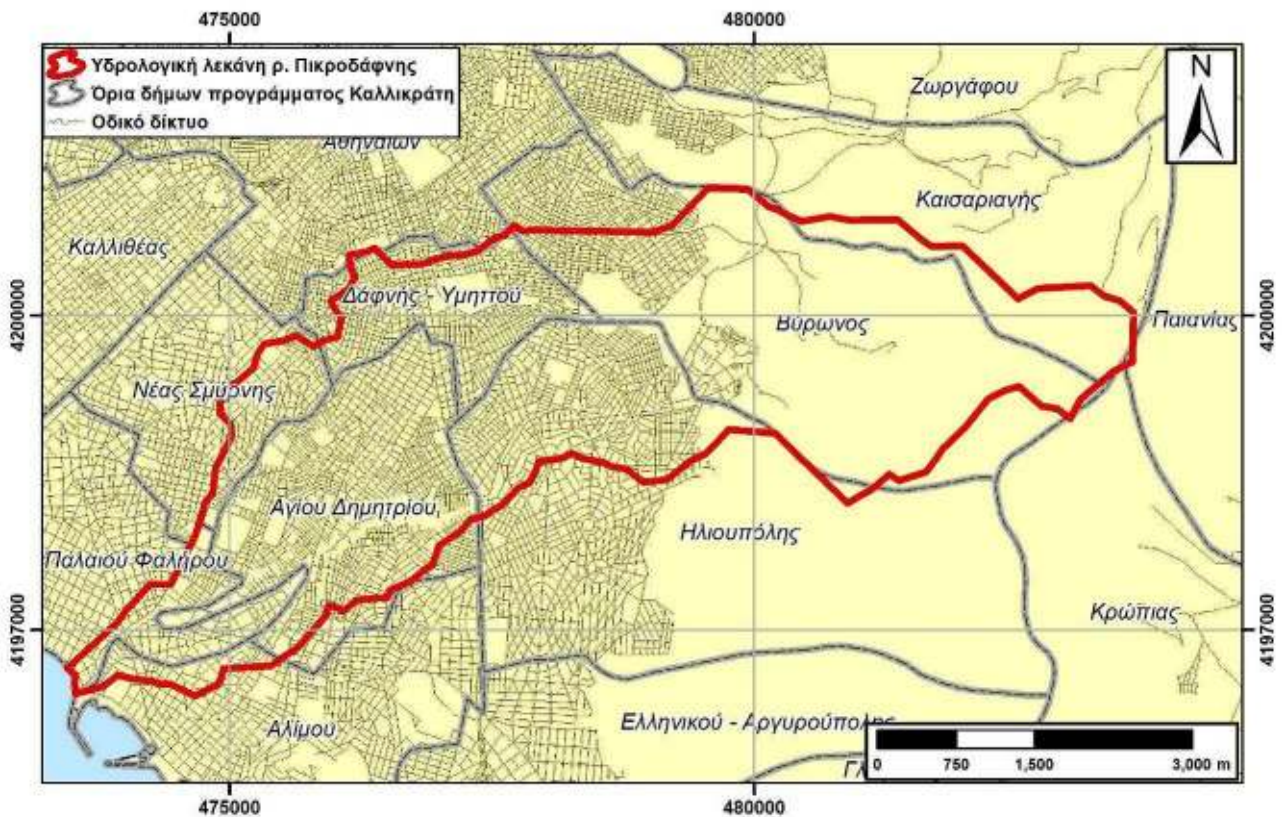 475000 480000
Υδρολογική λεκάνη ρ. Πικροδάφνης
Όρια δήμων προγράμματος Καλλικράτη
Οδικό δίκτυο
N
Ζωγράφου
Αθηναίων
Καισαριανής
Καλλιθέας
Δάφνης - Υμηττού
4200000
Βύρωνος
Παιανίας
4200000
Νέας Σμύρνης
Αγίου Δημητρίου
Ηλιουπόλης
Παλαιού Φαλήρου
Κρωπίας
4197000
4197000
Αλίμου
Ελληνικού - Αργυρούπολης
0 750 1,500 3,000 m
475000 480000